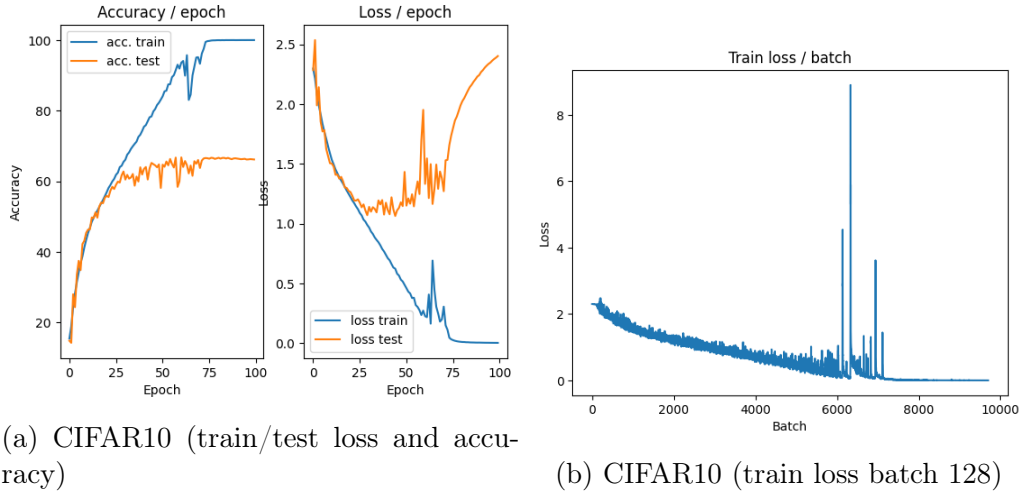 Accuracy / epoch
acc. train
acc. test
100
80
60
40
20
Accuracy
0
25
50
75
100
Epoch
Loss / epoch
2.5
2.0
1.5
1.0
0.5
0.0
Loss
loss train
loss test
0
25
50
75
100
Epoch
Train loss / batch
8
6
4
2
0
Loss
0
2000
4000
6000
8000
10000
Batch
(a) CIFAR10 (train/test loss and accu-
racy)
(b) CIFAR10 (train loss batch 128)